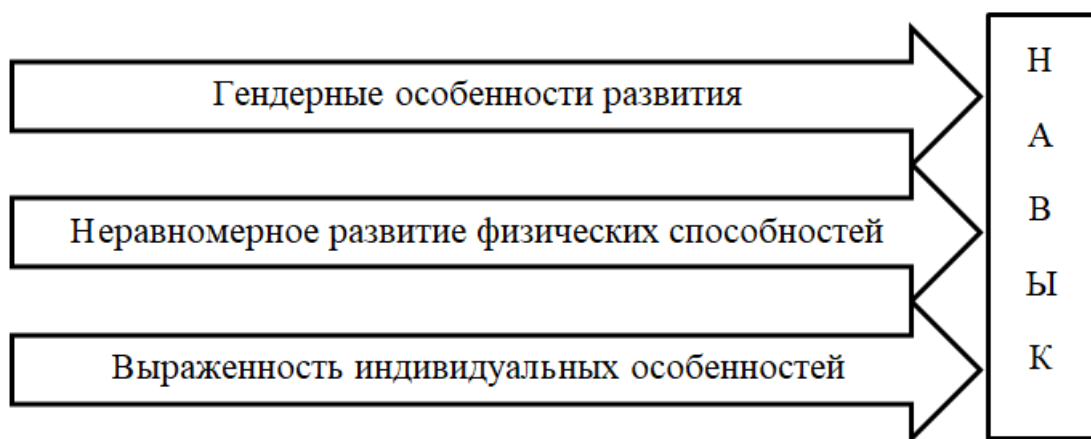 Гендерные особенности развития
Неравномерное развитие физических способностей
Выраженность индивидуальных особенностей
Н
А
В
Ы
К